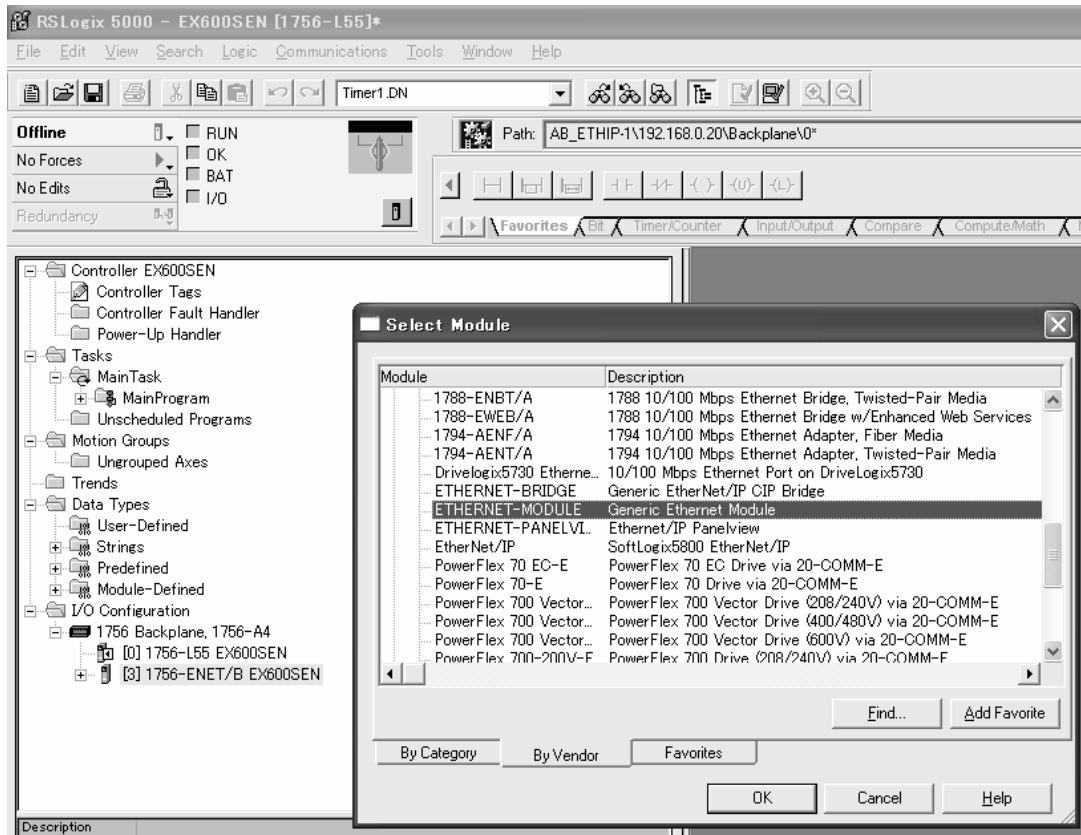 RSLogix 5000 - EX600SEN [1756-L55]*
File Edit View Search Logic Communications Tools Window Help
Timer1.DN
Offline
RUN
No Forces
OK
No Edits
BAT
Redundancy
I/O
Path: AB_ETHIP-1\192.168.0.20\Backplane\0*
Favorites Bit Timer/Counter Input/Output Compare Compute/Math
Controller EX600SEN
Controller Tags
Controller Fault Handler
Power-Up Handler
Tasks
MainTask
MainProgram
Unscheduled Programs
Motion Groups
Ungrouped Axes
Trends
Data Types
User-Defined
Strings
Predefined
Module-Defined
I/O Configuration
1756 Backplane, 1756-A4
[0] 1756-L55 EX600SEN
[3] 1756-ENET/B EX600SEN
Description
Select Module
Module Description
1788-ENBT/A 1788 10/100 Mbps Ethernet Bridge, Twisted-Pair Media
1788-EWEB/A 1788 10/100 Mbps Ethernet Bridge w/Enhanced Web Services
1794-AENF/A 1794 10/100 Mbps Ethernet Adapter, Fiber Media
1794-AENT/A 1794 10/100 Mbps Ethernet Adapter, Twisted-Pair Media
Drivelogix5730 Etherne... 10/100 Mbps Ethernet Port on DriveLogix5730
ETHERNET-BRIDGE Generic EtherNet/IP CIP Bridge
ETHERNET-MODULE Generic Ethernet Module
ETHERNET-PANELVI... Ethernet/IP Panelview
EtherNet/IP SoftLogix5800 EtherNet/IP
PowerFlex 70 EC-E PowerFlex 70 EC Drive via 20-COMM-E
PowerFlex 70-E PowerFlex 70 Drive via 20-COMM-E
PowerFlex 700 Vector... PowerFlex 700 Vector Drive (208/240V) via 20-COMM-E
PowerFlex 700 Vector... PowerFlex 700 Vector Drive (400/480V) via 20-COMM-E
PowerFlex 700 Vector... PowerFlex 700 Vector Drive (600V) via 20-COMM-E
PowerFlex 700-200V-E PowerFlex 700 Drive (208/240V) via 20-COMM-E
Find... Add Favorite
By Category By Vendor Favorites
OK Cancel Help